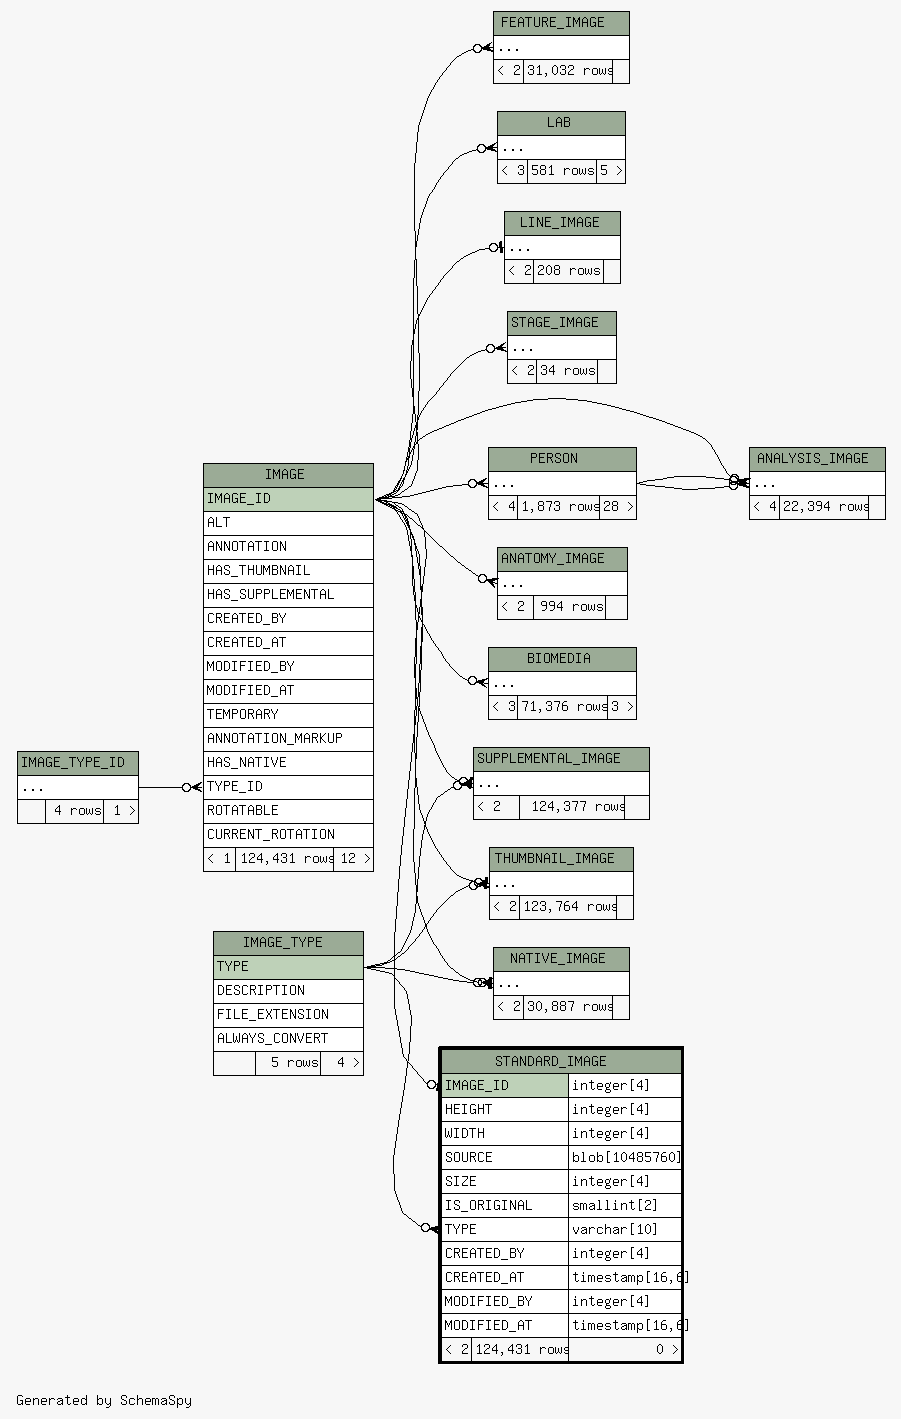 FEATURE_IMAGE
...
< 2 31,032 rows
LAB
...
< 3 581 rows 5 >
LINE_IMAGE
...
< 2 208 rows
STAGE_IMAGE
...
< 2 34 rows
PERSON
...
< 4 1,873 rows 28 >
ANALYSIS_IMAGE
...
< 4 22,394 rows
IMAGE
IMAGE_ID
ALT
ANNOTATION
HAS_THUMBNAIL
HAS_SUPPLEMENTAL
CREATED_BY
CREATED_AT
MODIFIED_BY
MODIFIED_AT
TEMPORARY
ANNOTATION_MARKUP
HAS_NATIVE
TYPE_ID
ROTATABLE
CURRENT_ROTATION
< 1 124,431 rows 12 >
ANATOMY_IMAGE
...
< 2 994 rows
BIOMEDIA
...
< 3 71,376 rows 3 >
IMAGE_TYPE_ID
...
4 rows 1 >
SUPPLEMENTAL_IMAGE
...
< 2 124,377 rows
THUMBNAIL_IMAGE
...
< 2 123,764 rows
IMAGE_TYPE
TYPE
DESCRIPTION
FILE_EXTENSION
ALWAYS_CONVERT
5 rows 4 >
NATIVE_IMAGE
...
< 2 30,887 rows
STANDARD_IMAGE
IMAGE_ID integer[4]
HEIGHT integer[4]
WIDTH integer[4]
SOURCE blob[10485760]
SIZE integer[4]
IS_ORIGINAL smallint[2]
TYPE varchar[10]
CREATED_BY integer[4]
CREATED_AT timestamp[16,6]
MODIFIED_BY integer[4]
MODIFIED_AT timestamp[16,6]
< 2 124,431 rows 0 >
Generated by SchemaSpy